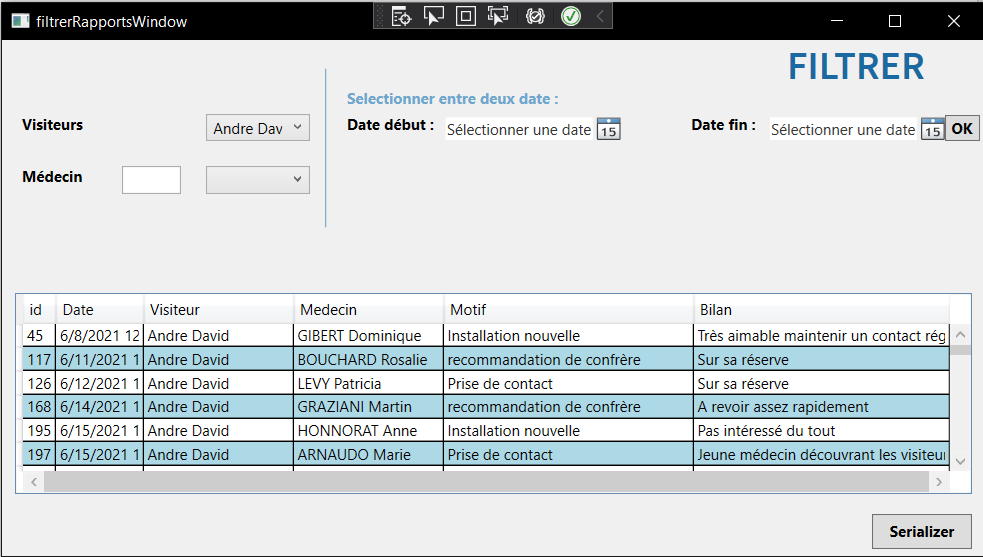 filtrerRapportsWindow
FILTRER
Selectionner entre deux date :
Visiteurs
Andre Dav
Date début :
Sélectionner une date
15
Date fin :
Sélectionner une date
15
OK
Médecin
id Date Visiteur Medecin Motif Bilan
45 6/8/2021 12 Andre David GIBERT Dominique Installation nouvelle Très aimable maintenir un contact rég
117 6/11/2021 1 Andre David BOUCHARD Rosalie recommandation de confrère Sur sa réserve
126 6/12/2021 1 Andre David LEVY Patricia Prise de contact Sur sa réserve
168 6/14/2021 1 Andre David GRAZIANI Martin recommandation de confrère A revoir assez rapidement
195 6/15/2021 1 Andre David HONNORAT Anne Installation nouvelle Pas intéressé du tout
197 6/15/2021 1 Andre David ARNAUDO Marie Prise de contact Jeune médecin découvrant les visiteu
Serializer